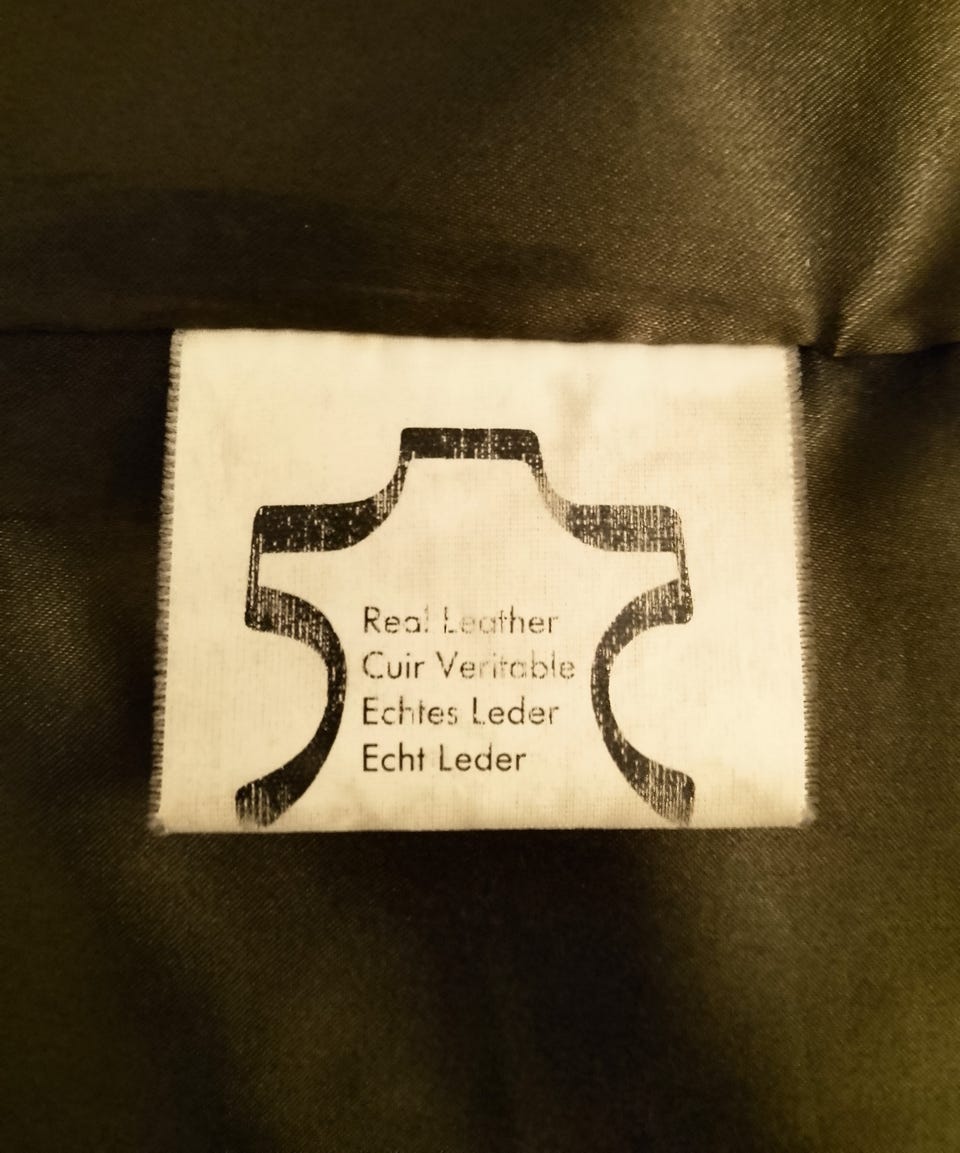 Real Leather
Cuir Veritable
Echtes Leder
Echt Leder